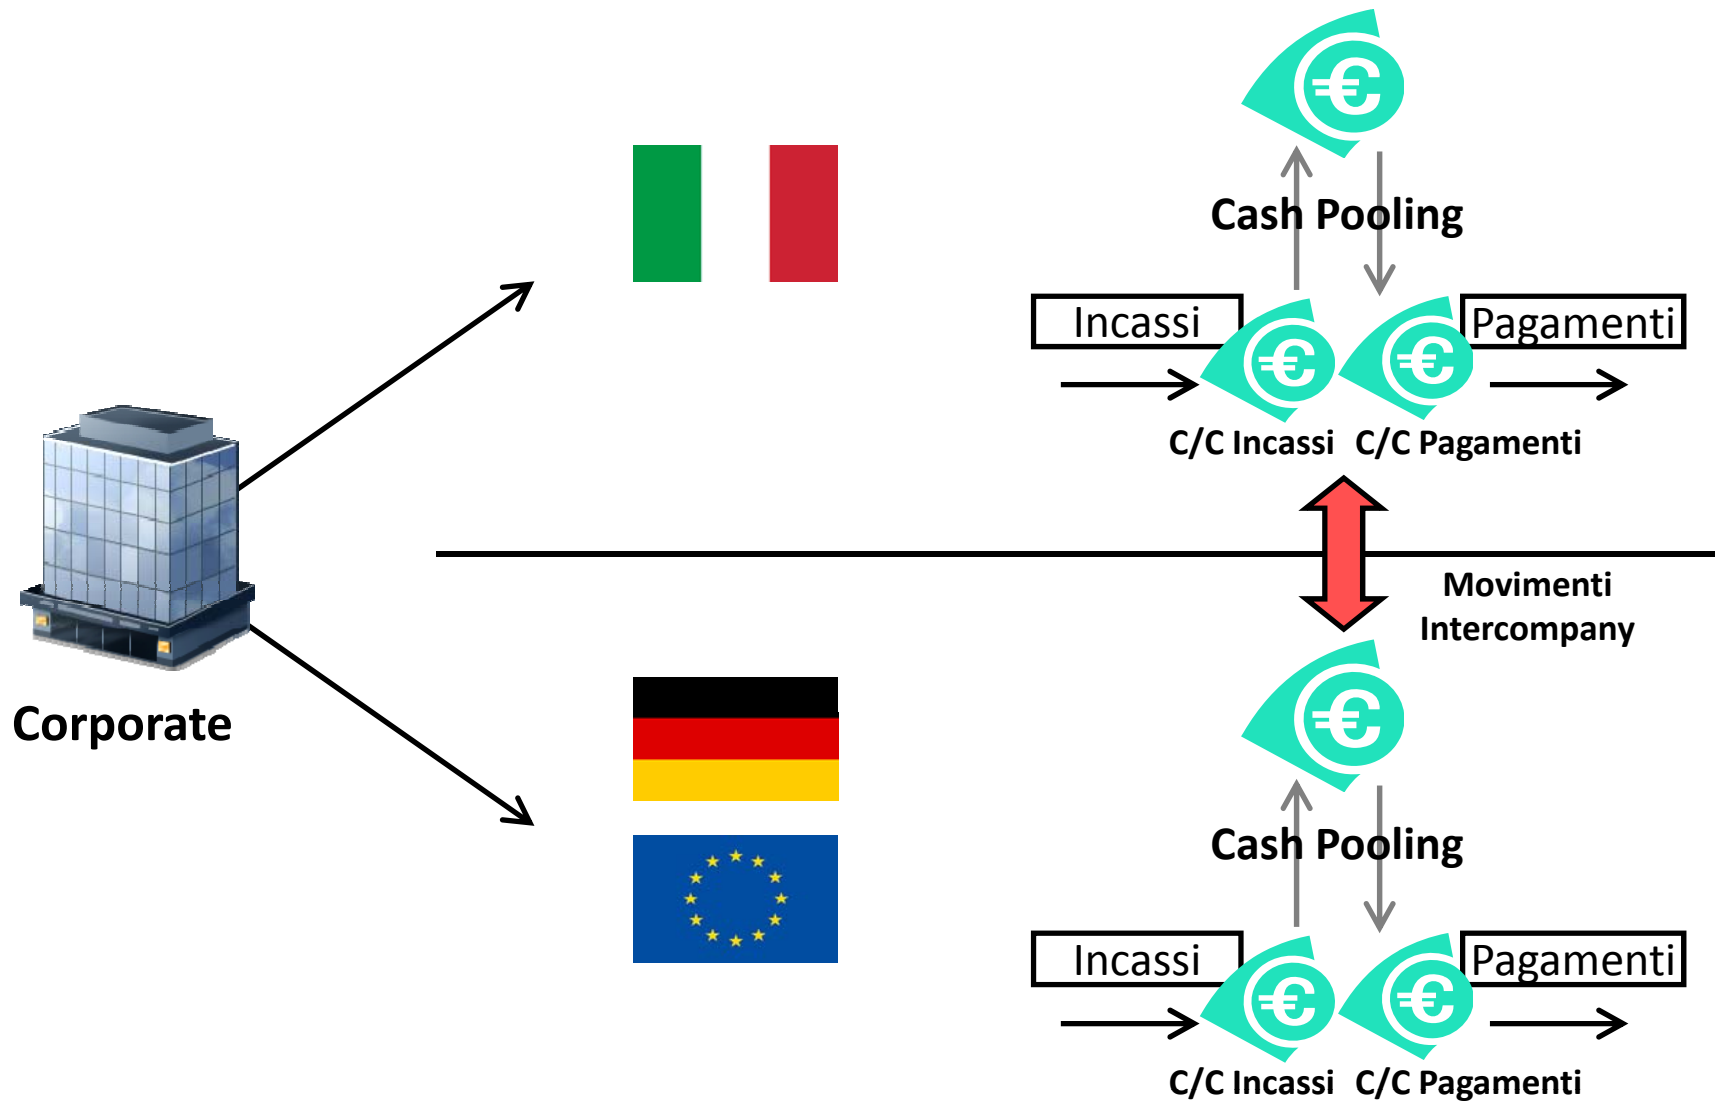 Cash Pooling
Incassi
Pagamenti
C/C Incassi
C/C Pagamenti
Movimenti
Intercompany
Corporate
Cash Pooling
Incassi
Pagamenti
C/C Incassi
C/C Pagamenti